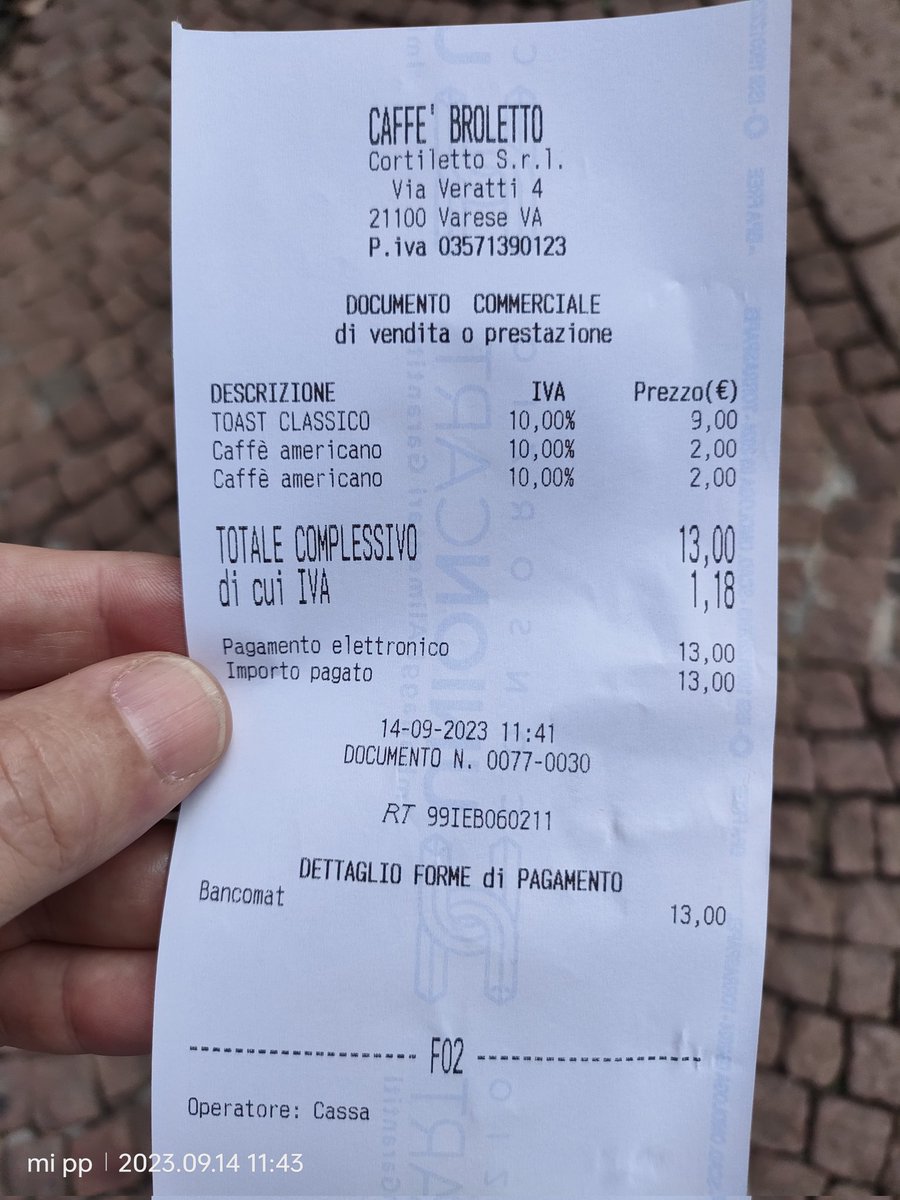 CAFFE' BROLETTO
Cortiletto S.r.l.
Via Veratti 4
21100 Varese VA
P.iva 03571390123
DOCUMENTO COMMERCIALE
di vendita o prestazione
DESCRIZIONE IVA Prezzo(€)
TOAST CLASSICO 10,00% 9,00
Caffè americano 10,00% 2,00
Caffè americano 10,00% 2,00
TOTALE COMPLESSIVO 13,00
di cui IVA 1,18
Pagamento elettronico 13,00
Importo pagato 13,00
14-09-2023 11:41
DOCUMENTO N. 0077-0030
RT 99IEB060211
DETTAGLIO FORME di PAGAMENTO
Bancomat 13,00
F02
Operatore: Cassa
mi pp | 2023.09.14 11:43